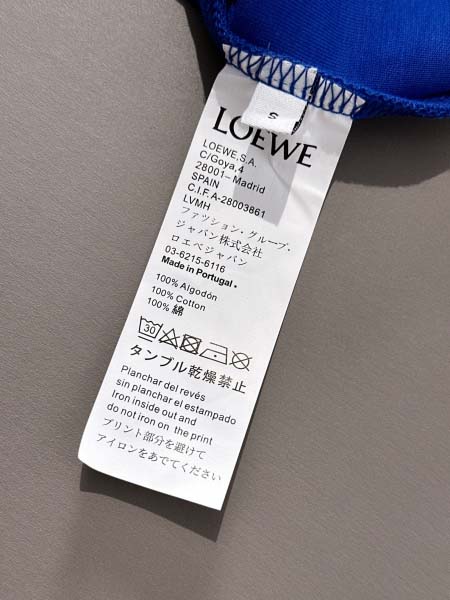 S
LOEWE
LOEWE,S.A.
C/Goya,4
28001-Madrid
SPAIN
C.I.F.A-28003861
LVMH
ファッション・グループ・
ジャパン株式会社
ロエベジャパン
03-6215-6116
Made in Portugal.
100% Algodón
100% Cotton
100% 綿
30
タンブル乾燥禁止
Planchar del revés
sin planchar el estampado
Iron inside out and
do not iron on the print
プリント部分を避けて
アイロンをあてください